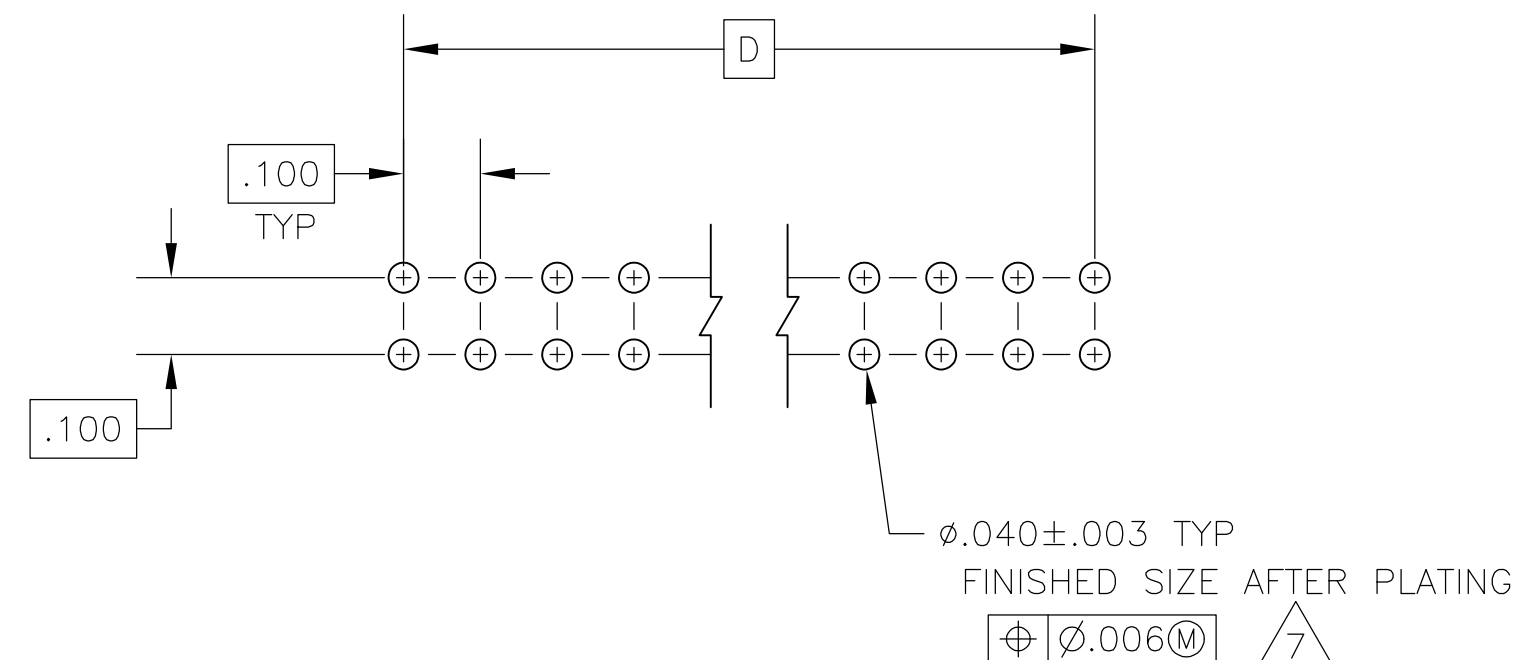 D
.100
TYP
.100
⌀.040±.003 TYP
FINISHED SIZE AFTER PLATING
⌖ ⌀.006Ⓜ 7